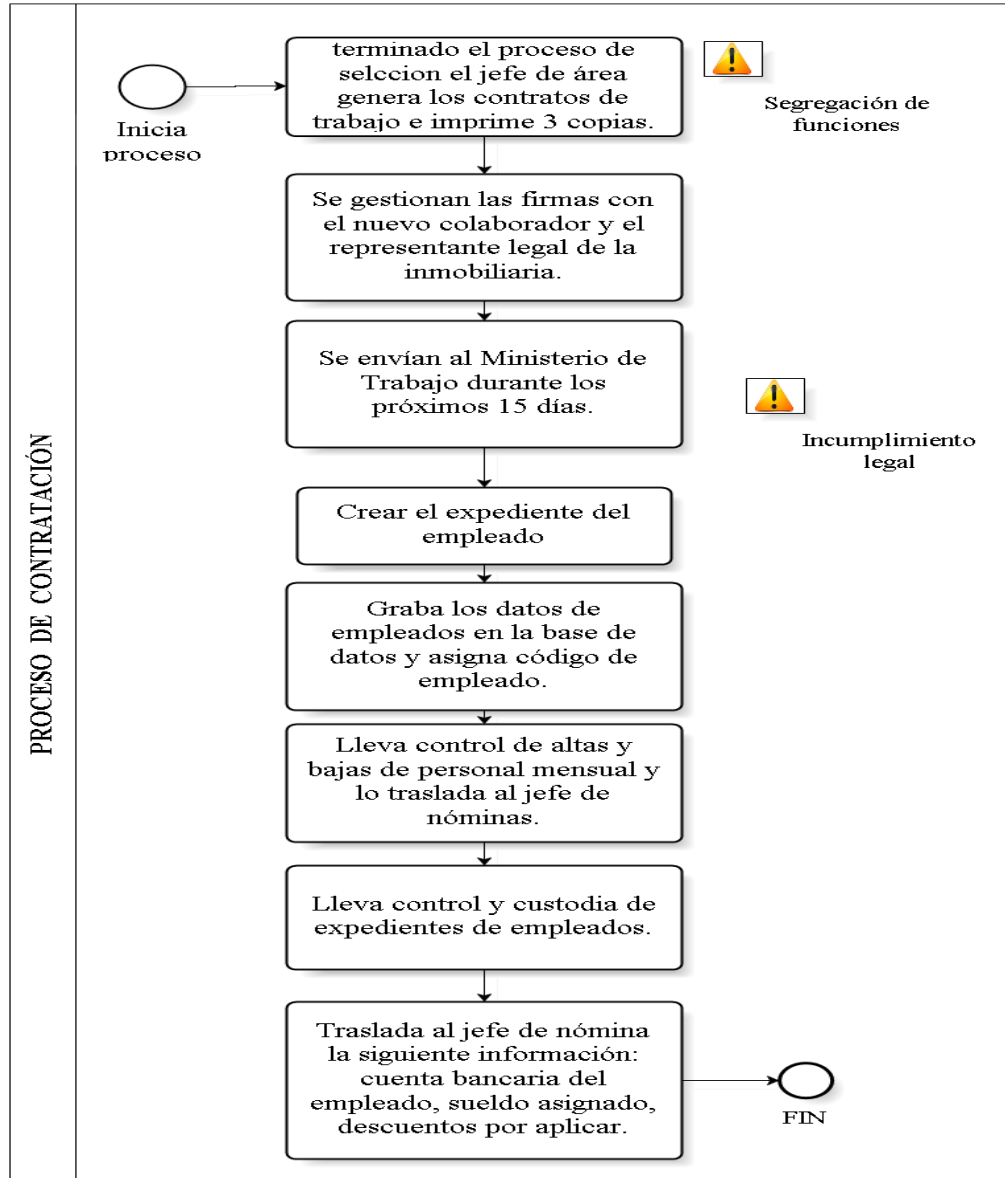 PROCESO DE CONTRATACIÓN
Inicia
proceso
terminado el proceso de
selccion el jefe de área
genera los contratos de
trabajo e imprime 3 copias.
Segregación de
funciones
Se gestionan las firmas con
el nuevo colaborador y el
representante legal de la
inmobiliaria.
Se envían al Ministerio de
Trabajo durante los
próximos 15 días.
Incumplimiento
legal
Crear el expediente del
empleado
Graba los datos de
empleados en la base de
datos y asigna código de
empleado.
Lleva control de altas y
bajas de personal mensual y
lo traslada al jefe de
nóminas.
Lleva control y custodia de
expedientes de empleados.
Traslada al jefe de nómina
la siguiente información:
cuenta bancaria del
empleado, sueldo asignado,
descuentos por aplicar.
FIN